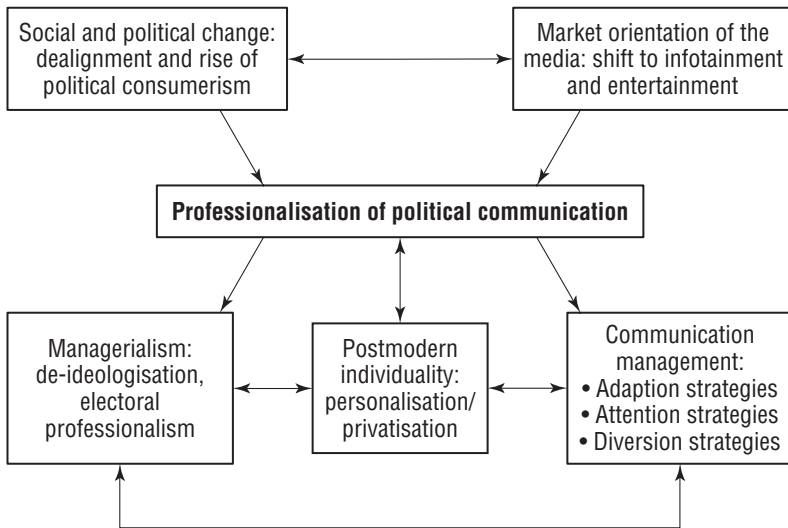 Social and political change:
dealignment and rise of
political consumerism
Market orientation of the
media: shift to infotainment
and entertainment
Professionalisation of political communication
Managerialism:
de-ideologisation,
electoral
professionalism
Postmodern
individuality:
personalisation/
privatisation
Communication
management:
• Adaption strategies
• Attention strategies
• Diversion strategies